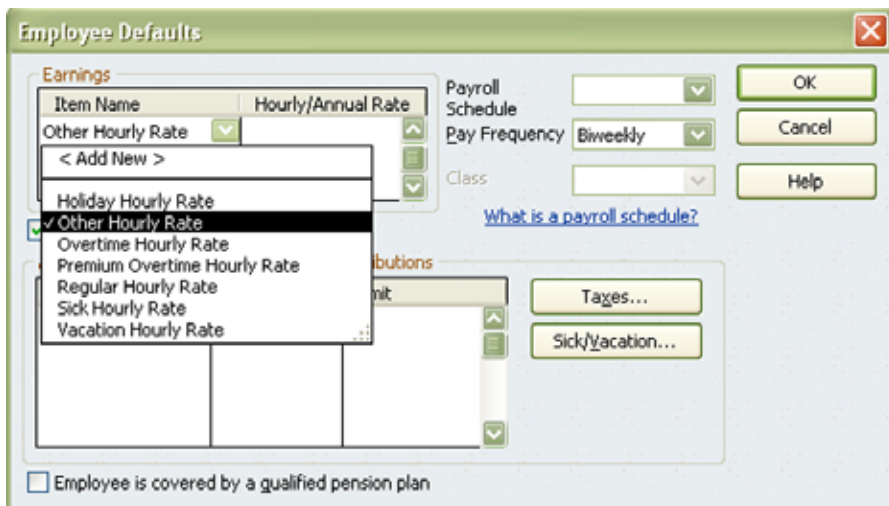 Employee Defaults
Earnings
Item Name
Hourly/Annual Rate
Other Hourly Rate
< Add New >
Holiday Hourly Rate
Other Hourly Rate
Overtime Hourly Rate
Premium Overtime Hourly Rate
Regular Hourly Rate
Sick Hourly Rate
Vacation Hourly Rate
Payroll
Schedule
Pay Frequency
Biweekly
Class
What is a payroll schedule?
OK
Cancel
Help
Taxes...
Sick/Vacation...
Employee is covered by a qualified pension plan